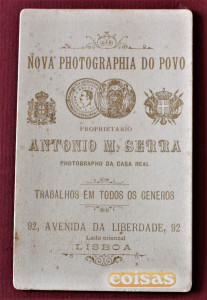 NOVA PHOTOGRAPHIA DO POVO
PROPRIETARIO
ANTONIO M. SERRA
PHOTOGRAPHO DA CASA REAL
TRABALHOS EM TODOS OS GENEROS
92, AVENIDA DA LIBERDADE, 92
Lado oriental
LISBOA
coisas